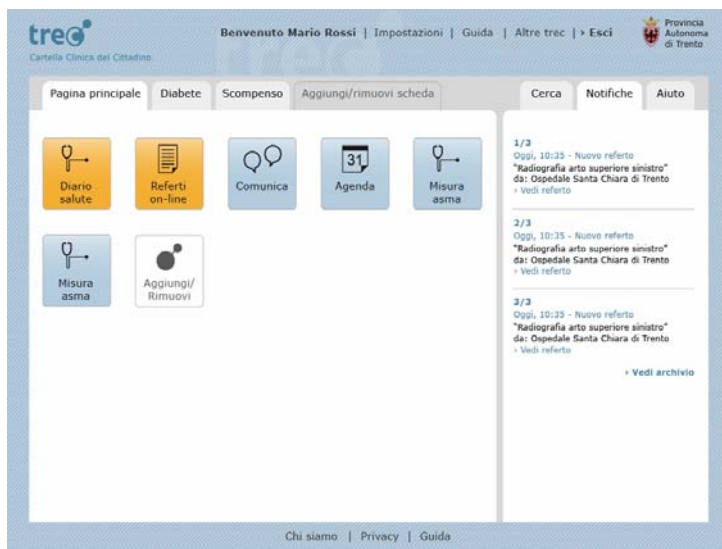 trec
Cartella Clinica del Cittadino
Benvenuto Mario Rossi | Impostazioni | Guida | Altre trec | › Esci
Provincia
Autonoma
di Trento
Pagina principale
Diabete
Scompenso
Aggiungi/rimuovi scheda
Cerca
Notifiche
Aiuto
Diario
salute
Referti
on-line
Comunica
31
Agenda
Misura
asma
Misura
asma
Aggiungi/
Rimuovi
1/3
Oggi, 10:35 - Nuovo referto
"Radiografia arto superiore sinistro"
da: Ospedale Santa Chiara di Trento
› Vedi referto
2/3
Oggi, 10:35 - Nuovo referto
"Radiografia arto superiore sinistro"
da: Ospedale Santa Chiara di Trento
› Vedi referto
3/3
Oggi, 10:35 - Nuovo referto
"Radiografia arto superiore sinistro"
da: Ospedale Santa Chiara di Trento
› Vedi referto
› Vedi archivio
Chi siamo | Privacy | Guida